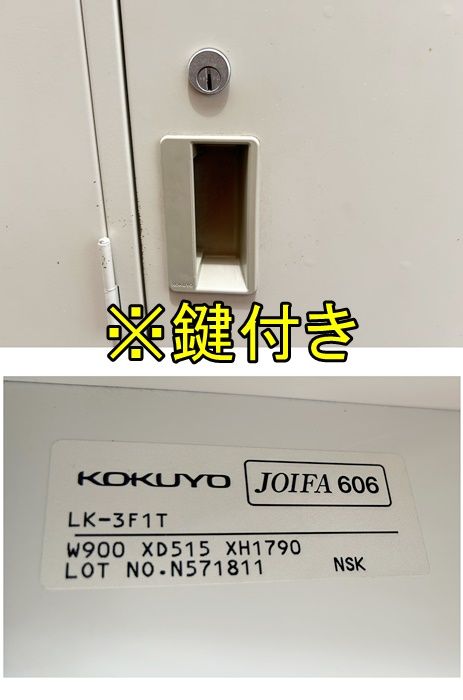 ※鍵付き
KOKUYO JOIFA 606
LK-3F1T
W900 XD515 XH1790
LOT NO.N571811 NSK